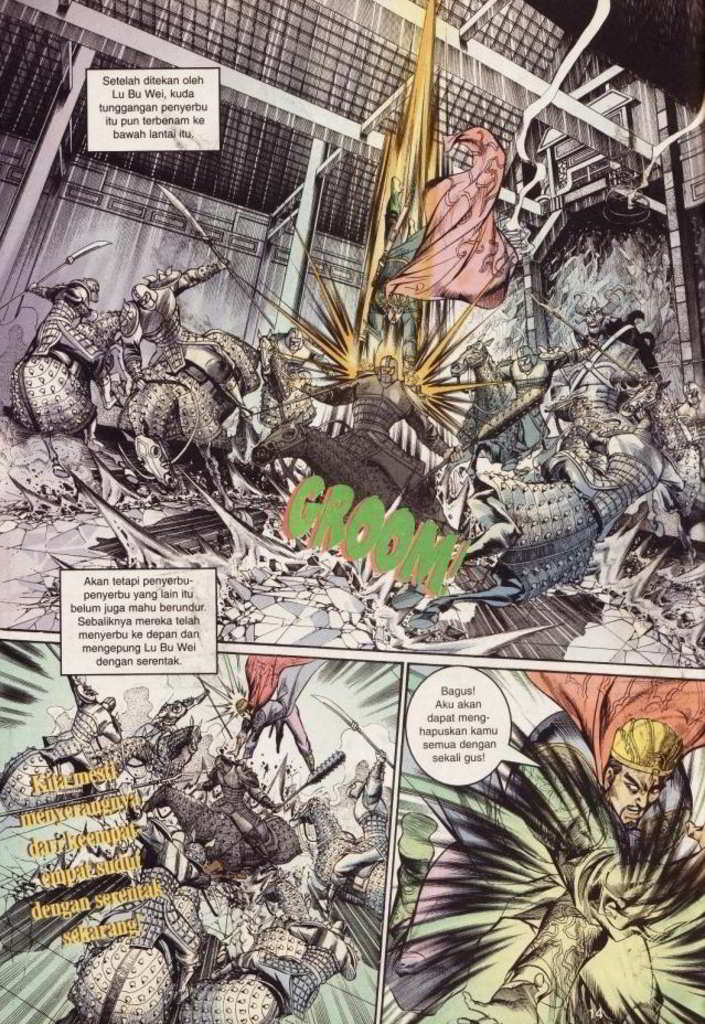 Setelah ditekan oleh
Lu Bu Wei, kuda
tunggangan penyerbu
itu pun terbenam ke
bawah lantai itu.
GROOM!
Akan tetapi penyerbu-
penyerbu yang lain itu
belum juga mahu berundur.
Sebaliknya mereka telah
menyerbu ke depan dan
mengepung Lu Bu Wei
dengan serentak.
Kita mesti
menyerangnya
dari keempat-
empat sudut
dengan serentak
sekarang!
Bagus!
Aku akan
dapat meng-
hapuskan kamu
semua dengan
sekali gus!
14